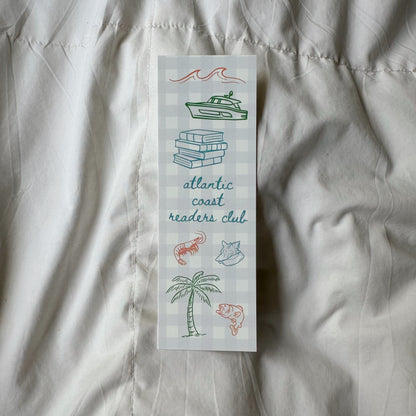 atlantic
coast
readers club